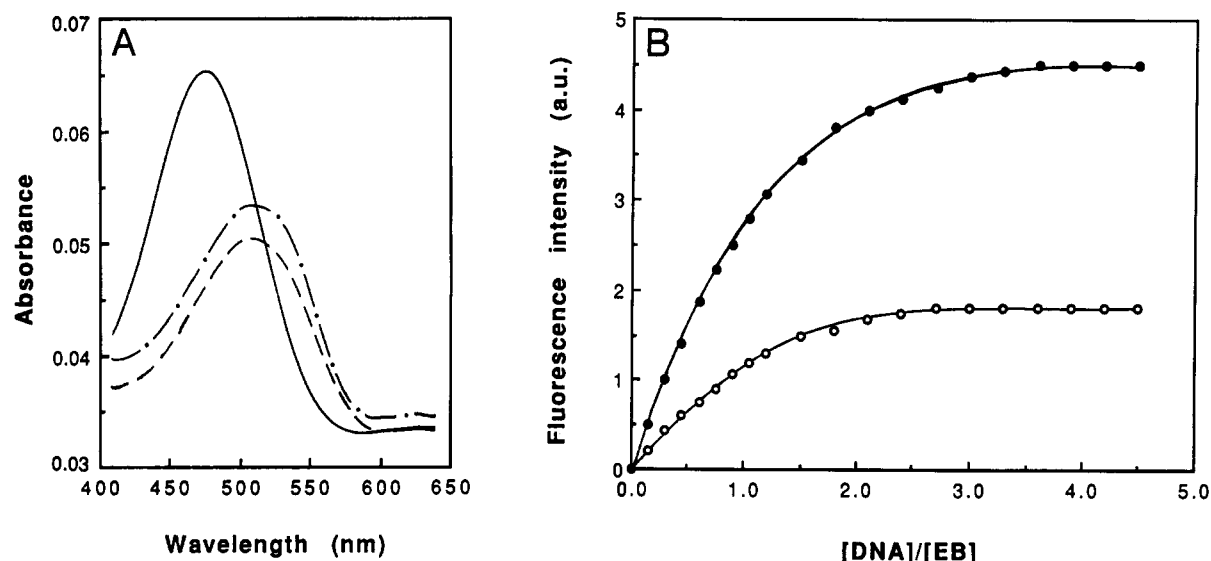 A
Absorbance
0.07
0.06
0.05
0.04
0.03
400 450 500 550 600 650
Wavelength (nm)
B
Fluorescence intensity (a.u.)
5
4
3
2
1
0
0.0 1.0 2.0 3.0 4.0 5.0
[DNA]/[EB]